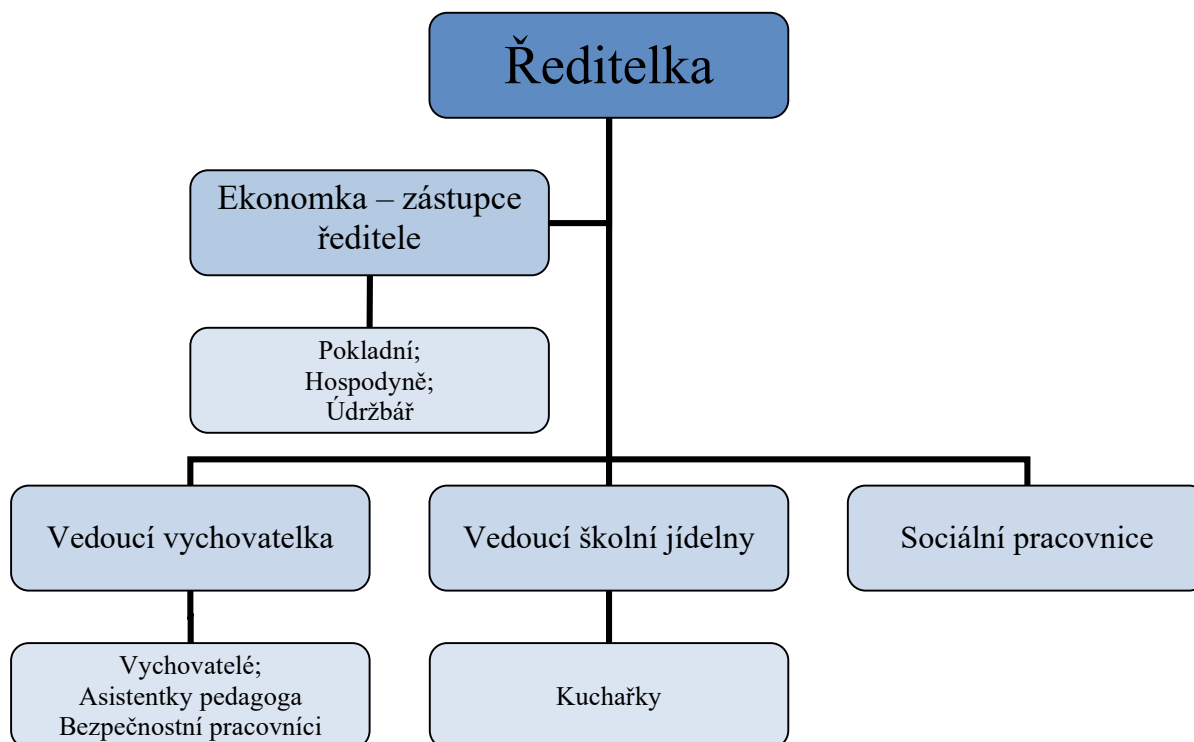 Ředitelka
Ekonomka – zástupce
ředitele
Pokladní;
Hospodyně;
Údržbář
Vedoucí vychovatelka
Vedoucí školní jídelny
Sociální pracovnice
Vychovatelé;
Asistentky pedagoga
Bezpečnostní pracovníci
Kuchařky